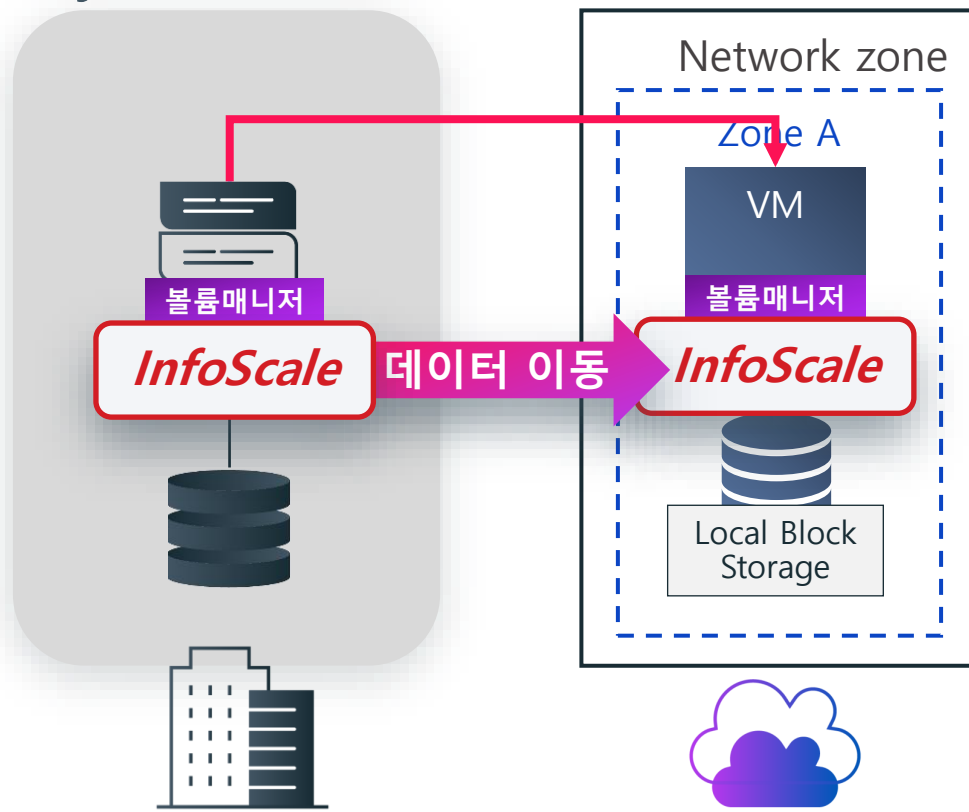 Network zone
Zone A
VM
볼륨매니저
볼륨매니저
InfoScale
데이터 이동
InfoScale
Local Block
Storage